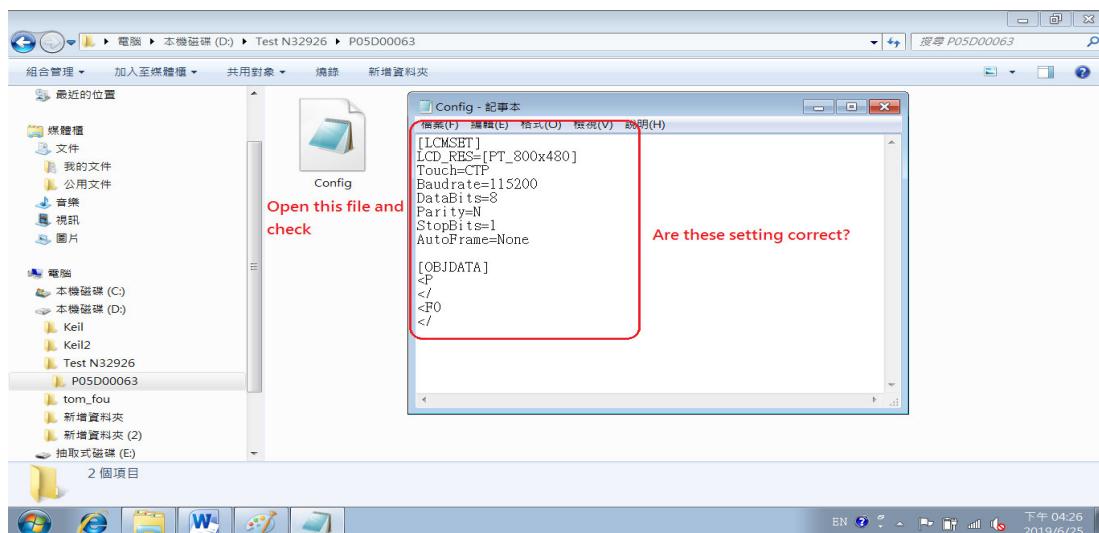 電腦 ▸ 本機磁碟 (D:) ▸ Test N32926 ▸ P05D00063
搜尋 P05D00063
組合管理 加入至媒體櫃 共用對象 燒錄 新增資料夾
最近的位置
媒體櫃
文件
我的文件
公用文件
音樂
視訊
圖片
電腦
本機磁碟 (C:)
本機磁碟 (D:)
Keil
Keil2
Test N32926
P05D00063
tom_fou
新增資料夾
新增資料夾 (2)
抽取式磁碟 (E:)
Config
Open this file and
check
Config - 記事本
檔案(F) 編輯(E) 格式(O) 檢視(V) 說明(H)
[LCMSET]
LCD_RES=[PT_800x480]
Touch=CTP
Baudrate=115200
DataBits=8
Parity=N
StopBits=1
AutoFrame=None
[OBJDATA]
<P
</
<F0
</
Are these setting correct?
2 個項目
EN
下午 04:26
2019/6/25